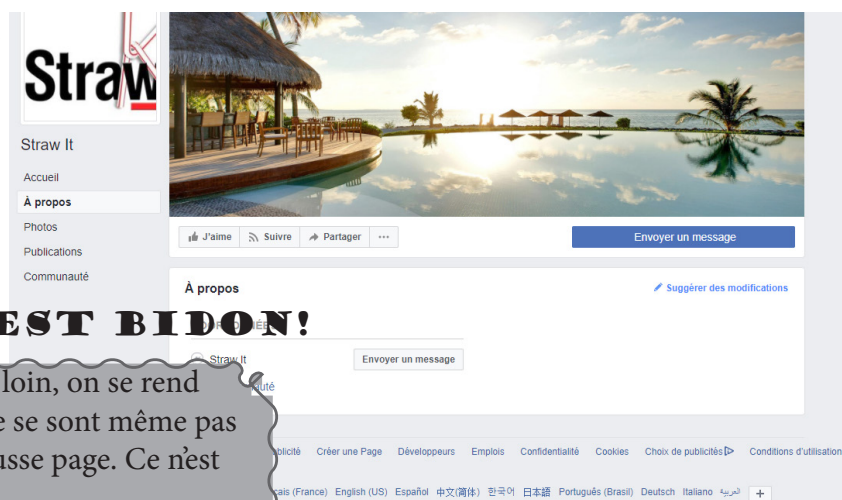 Straw
Straw It
Accueil
À propos
Photos
Publications
Communauté
J'aime Suivre Partager ...
Envoyer un message
À propos
Suggérer des modifications
EST BIDON!
Straw It
Envoyer un message
loin, on se rend
e se sont même pas
usse page. Ce n'est
Créer une Page Développeurs Emplois Confidentialité Cookies Choix de publicités Conditions d'utilisation
(France) English (US) Español 中文(简体) 한국어 日本語 Português (Brasil) Deutsch Italiano العربية +